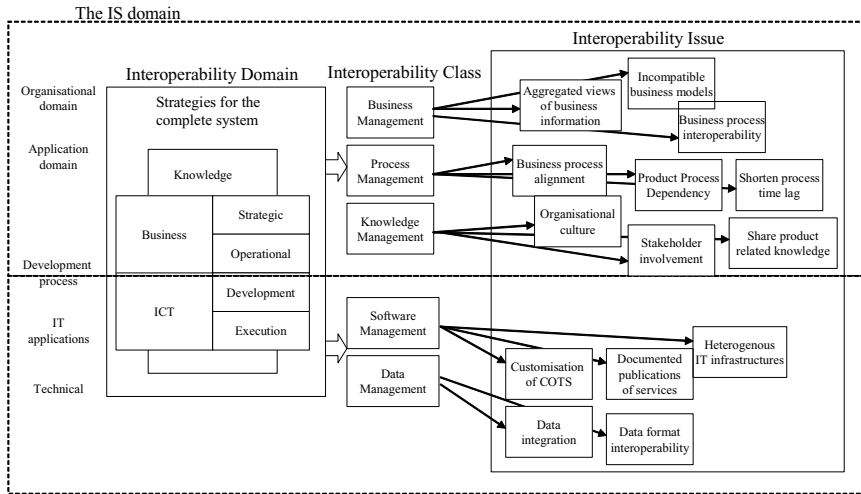 The IS domain
Interoperability Issue
Interoperability Domain
Interoperability Class
Organisational
domain
Application
domain
Development
process
IT
applications
Technical
Strategies for the
complete system
Knowledge
Business
Strategic
Operational
ICT
Development
Execution
Business
Management
Process
Management
Knowledge
Management
Software
Management
Data
Management
Incompatible
business models
Aggregated views
of business
information
Business process
interoperability
Business process
alignment
Product Process
Dependency
Shorten process
time lag
Organisational
culture
Stakeholder
involvement
Share product
related knowledge
Heterogenous
IT infrastructures
Customisation
of COTS
Documented
publications
of services
Data
integration
Data format
interoperability